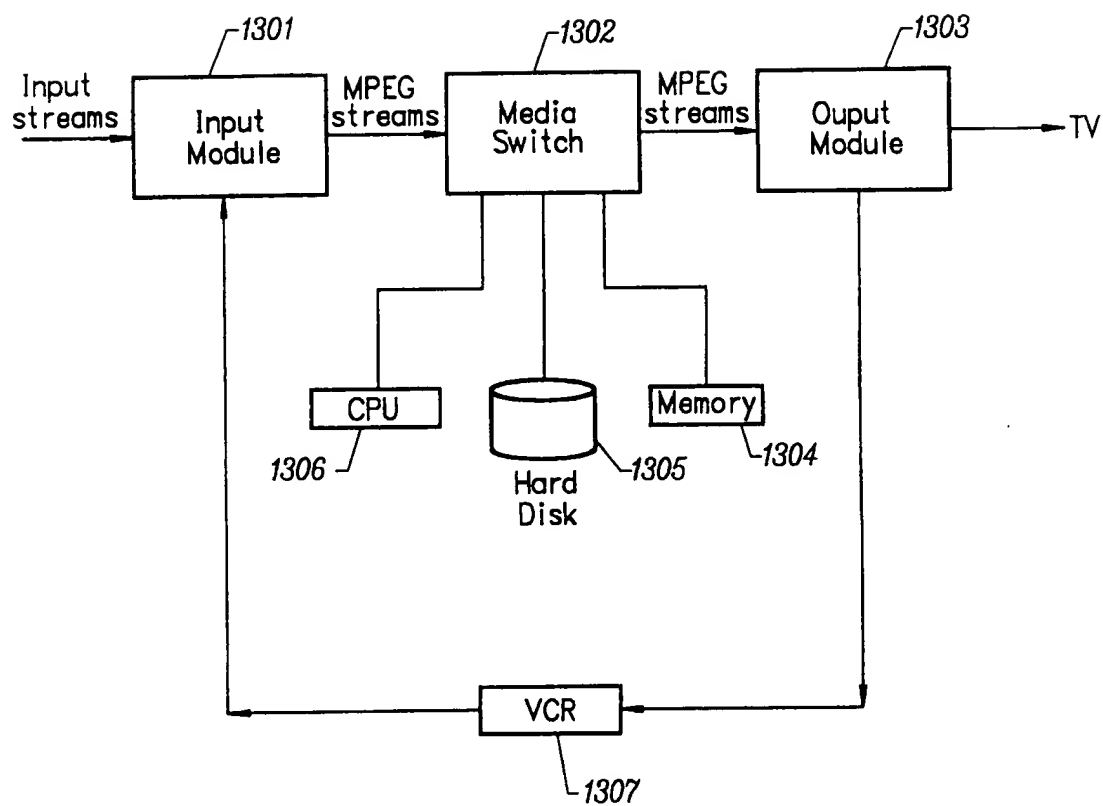 1301
1302
1303
Input
streams
Input
Module
MPEG
streams
Media
Switch
MPEG
streams
Ouput
Module
TV
CPU
1306
Hard
Disk
1305
Memory
1304
VCR
1307